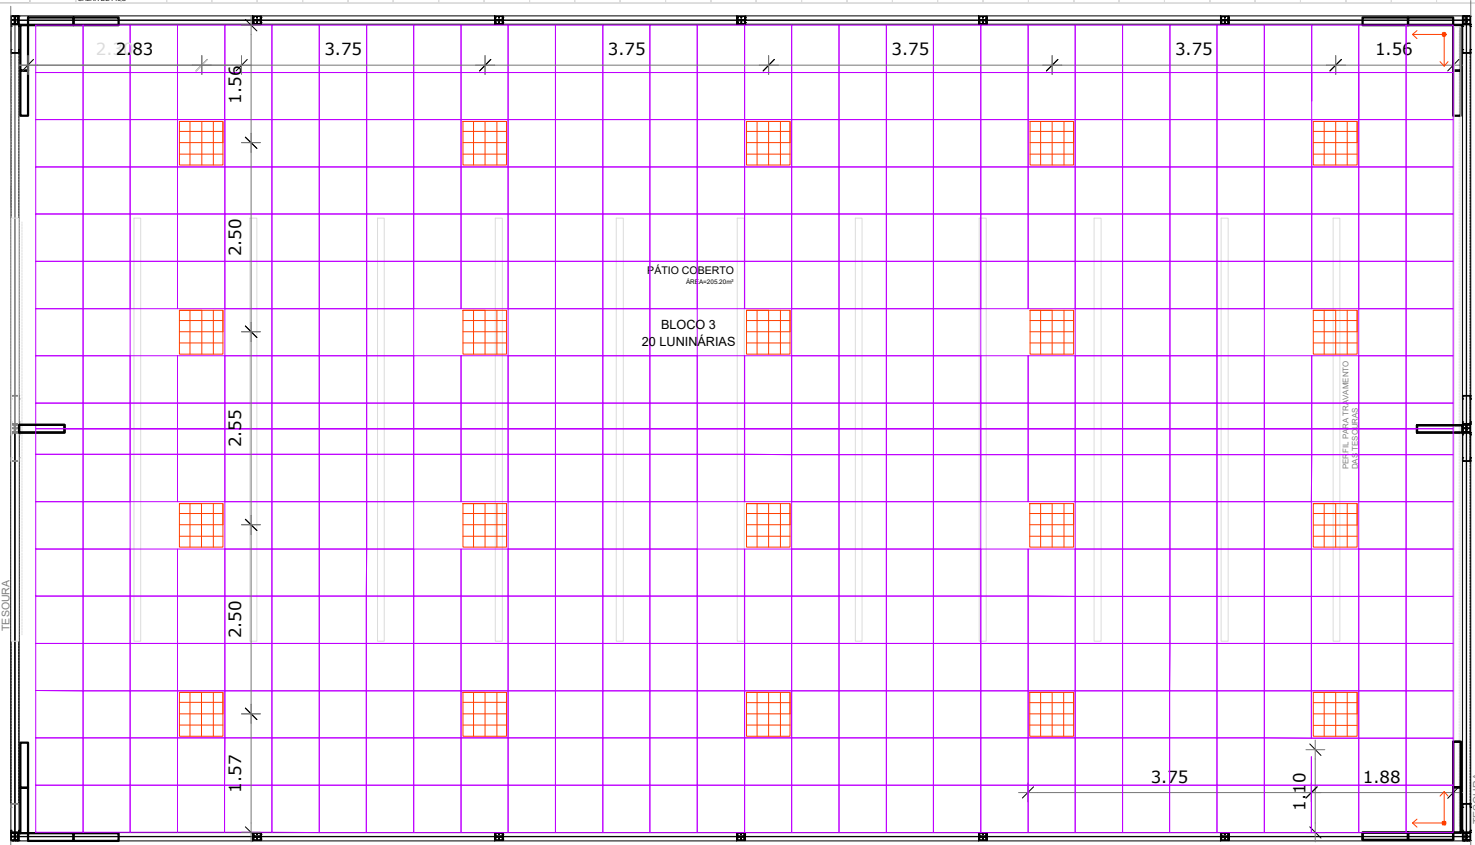 2.83
3.75
3.75
3.75
3.75
1.56
1.56
2.50
PÁTIO COBERTO
ÁREA=205.20m²
BLOCO 3
20 LUNINÁRIAS
2.55
PERFIL PARA TRAVAMENTO
DAS TESOURAS
TESOURA
2.50
1.57
3.75
1.10
1.88
TESOURA